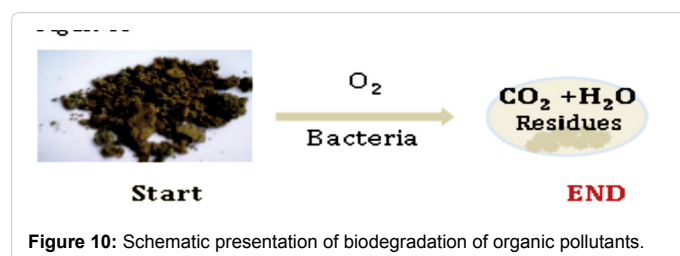 O₂
Bacteria
CO₂ +H₂O
Residues
Start
END
Figure 10: Schematic presentation of biodegradation of organic pollutants.